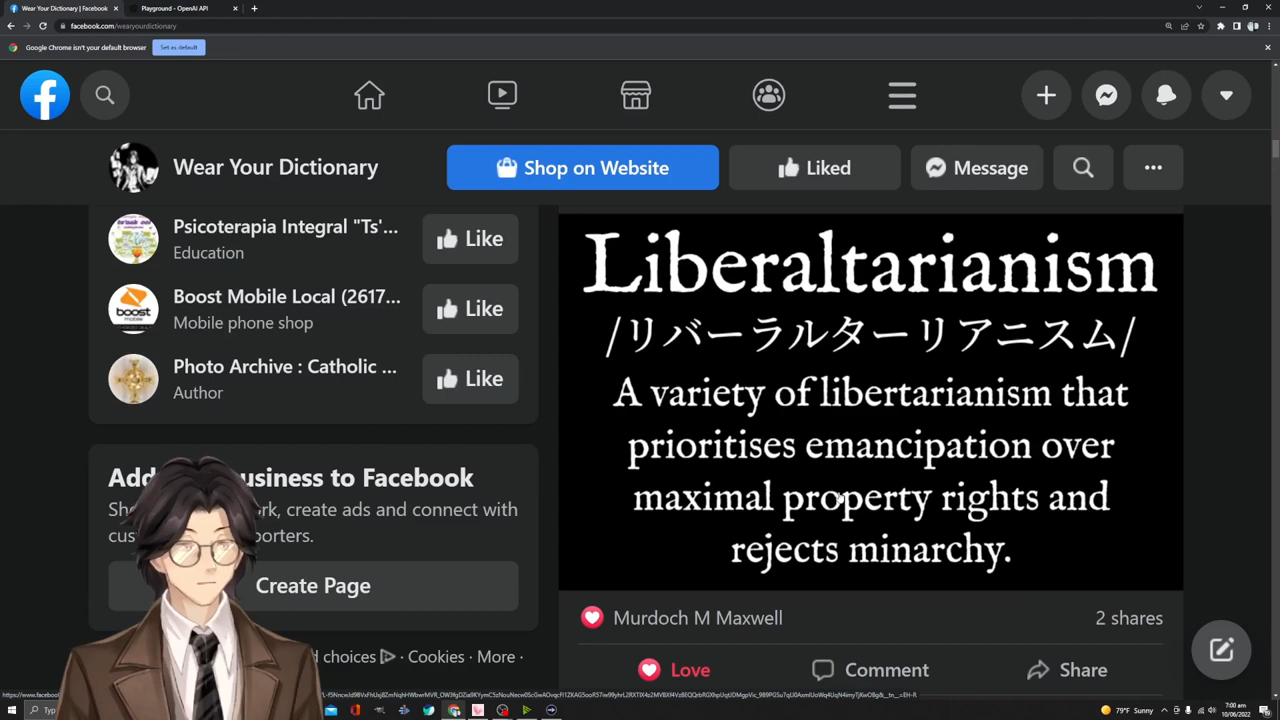 Wear Your Dictionary | Facebook
Playground - OpenAI API
facebook.com/wearyourdictionary
Google Chrome isn't your default browser
Set as default
Wear Your Dictionary
Shop on Website
Liked
Message
Psicoterapia Integral "Ts'...
Education
Like
Boost Mobile Local (2617...
Mobile phone shop
Like
Photo Archive : Catholic ...
Author
Like
Liberaltarianism
/リバーラルターリアニスム/
A variety of libertarianism that
prioritises emancipation over
maximal property rights and
rejects minarchy.
Murdoch M Maxwell
2 shares
Love
Comment
Share
usiness to Facebook
create ads and connect with
Create Page
choices
· Cookies · More ·
79°F Sunny
7:00 am
10/06/2022